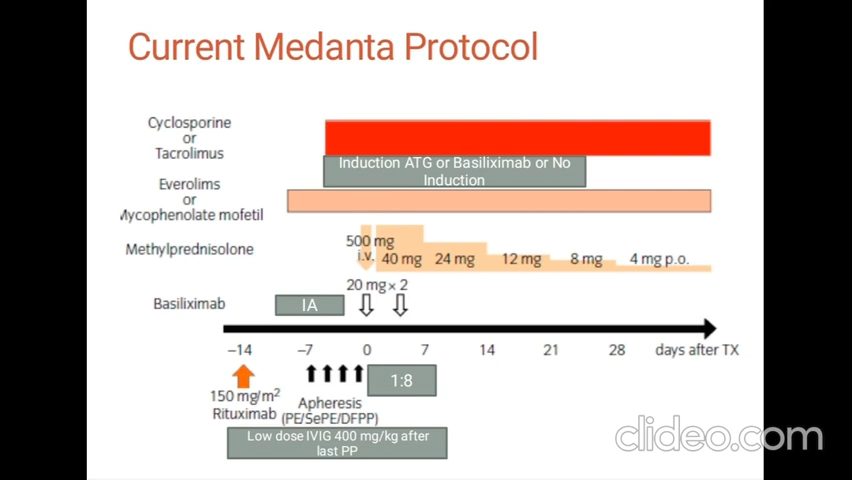 Current Medanta Protocol
Cyclosporine
or
Tacrolimus
Induction ATG or Basiliximab or No
Induction
Everolims
or
Mycophenolate mofetil
Methylprednisolone
500 mg
i.v.
40 mg
24 mg
12 mg
8 mg
4 mg p.o.
20 mg x 2
Basiliximab
IA
–14
–7
0
7
14
21
28
days after TX
150 mg/m²
Rituximab
Apheresis
(PE/SePE/DFPP)
1:8
Low dose IVIG 400 mg/kg after
last PP
clideo.com